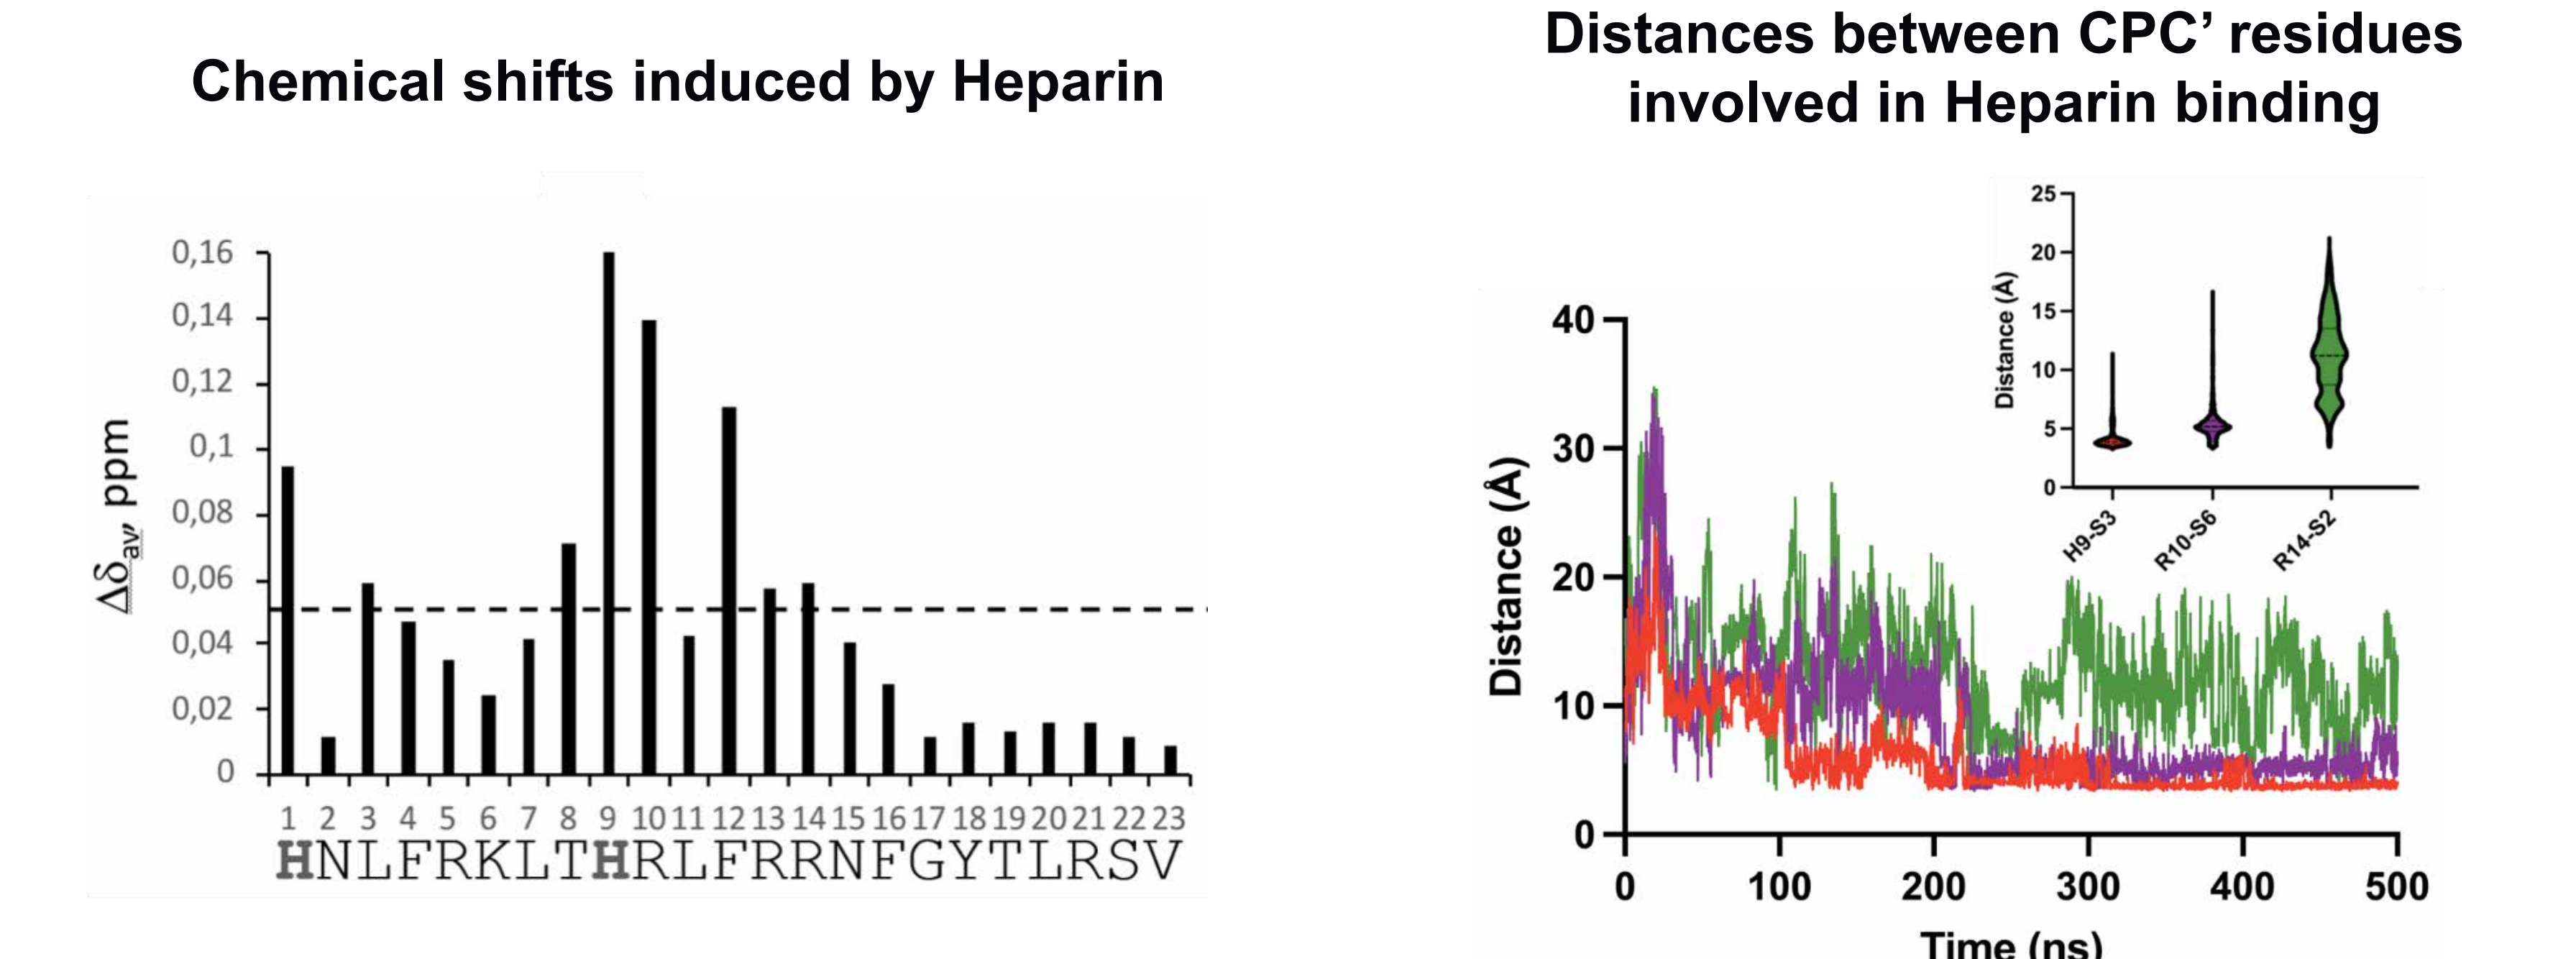 Chemical shifts induced by Heparin
0,16
0,14
0,12
0,1
0,08
0,06
0,04
0,02
0
Δδav, ppm
1 2 3 4 5 6 7 8 9 10 11 12 13 14 15 16 17 18 19 20 21 22 23
HNLFRKLTHRLFRRNFGYTLRSV
Distances between CPC’ residues
involved in Heparin binding
40
30
20
10
0
Distance (Å)
0 100 200 300 400 500
Time (ns)
25
20
15
10
5
0
Distance (Å)
H9-S3
R10-S6
R14-S2